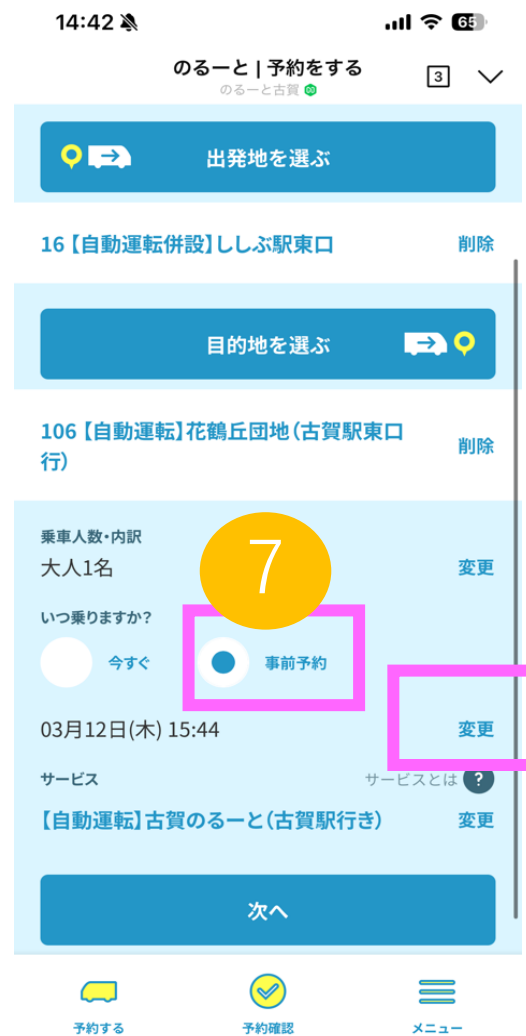 14:42
65
のるーと | 予約をする
3
のるーと古賀
出発地を選ぶ
16【自動運転併設】ししぶ駅東口 削除
目的地を選ぶ
106【自動運転】花鶴丘団地(古賀駅東口
行) 削除
乗車人数・内訳
大人1名 変更
7
いつ乗りますか?
今すぐ 事前予約
03月12日(木) 15:44 変更
サービス サービスとは ?
【自動運転】古賀のるーと(古賀駅行き) 変更
次へ
予約する 予約確認 メニュー